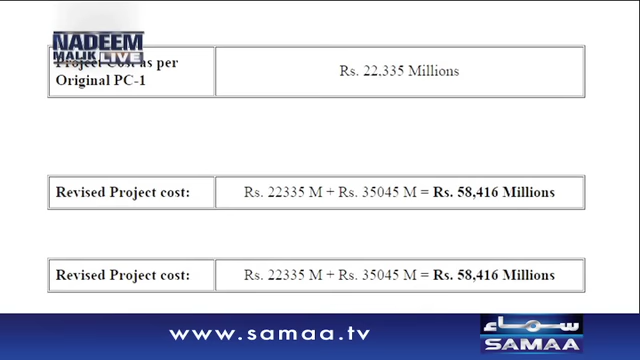 NADEEM
MALIK LIVE
Project Cost as per
Original PC-1
Rs. 22,335 Millions
Revised Project cost:
Rs. 22335 M + Rs. 35045 M = Rs. 58,416 Millions
Revised Project cost:
Rs. 22335 M + Rs. 35045 M = Rs. 58,416 Millions
www.samaa.tv
سماء
SAMAA